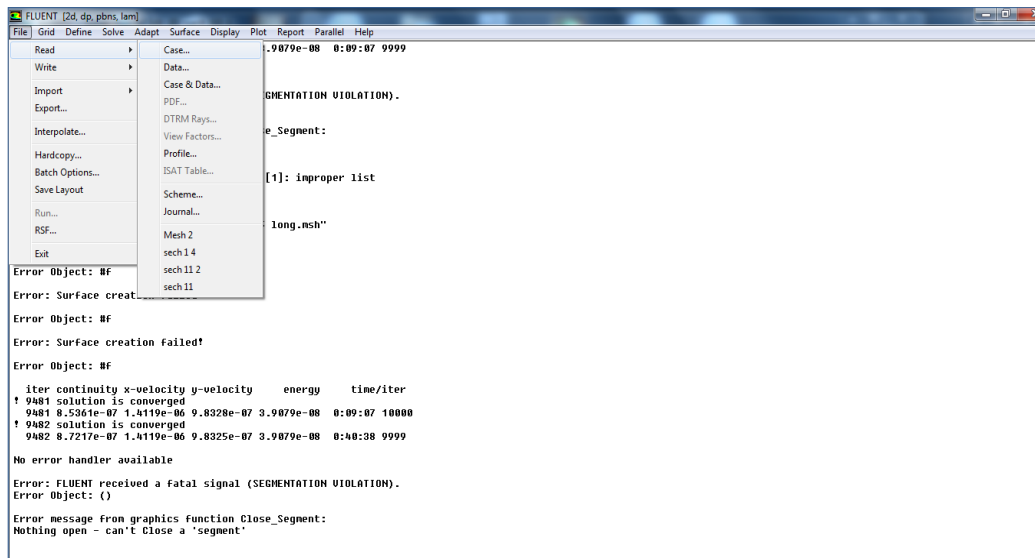 FLUENT [2d, dp, pbns, lam]
File Grid Define Solve Adapt Surface Display Plot Report Parallel Help
Read
Write
Import
Export...
Interpolate...
Hardcopy...
Batch Options...
Save Layout
Run...
RSF...
Exit
Case...
Data...
Case & Data...
PDF...
DTRM Rays...
View Factors...
Profile...
ISAT Table...
Scheme...
Journal...
Mesh 2
sech 1 4
sech 11 2
sech 11
.9079e-08 0:09:07 9999
GMENTATION VIOLATION).
e_Segment:
[1]: improper list
long.msh"
Error Object: #f
Error: Surface creat
Error Object: #f
Error: Surface creation failed!
Error Object: #f
iter continuity x-velocity y-velocity energy time/iter
! 9481 solution is converged
9481 8.5361e-07 1.4119e-06 9.8328e-07 3.9079e-08 0:09:07 10000
! 9482 solution is converged
9482 8.7217e-07 1.4119e-06 9.8325e-07 3.9079e-08 0:40:38 9999
No error handler available
Error: FLUENT received a fatal signal (SEGMENTATION VIOLATION).
Error Object: ()
Error message from graphics function Close_Segment:
Nothing open - can't Close a 'segment'